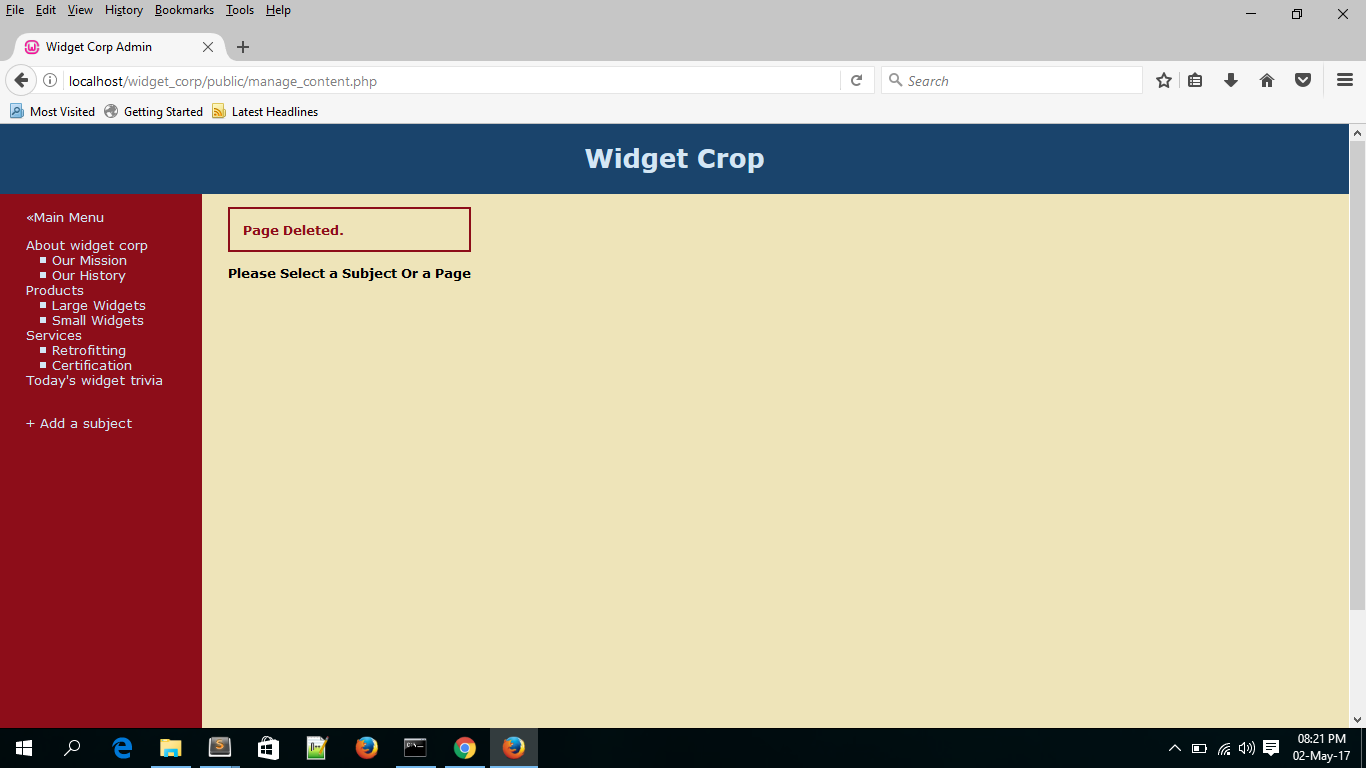 File Edit View History Bookmarks Tools Help
Widget Corp Admin
localhost/widget_corp/public/manage_content.php
Search
Most Visited Getting Started Latest Headlines
Widget Crop
«Main Menu
About widget corp
Our Mission
Our History
Products
Large Widgets
Small Widgets
Services
Retrofitting
Certification
Today's widget trivia
+ Add a subject
Page Deleted.
Please Select a Subject Or a Page
08:21 PM
02-May-17